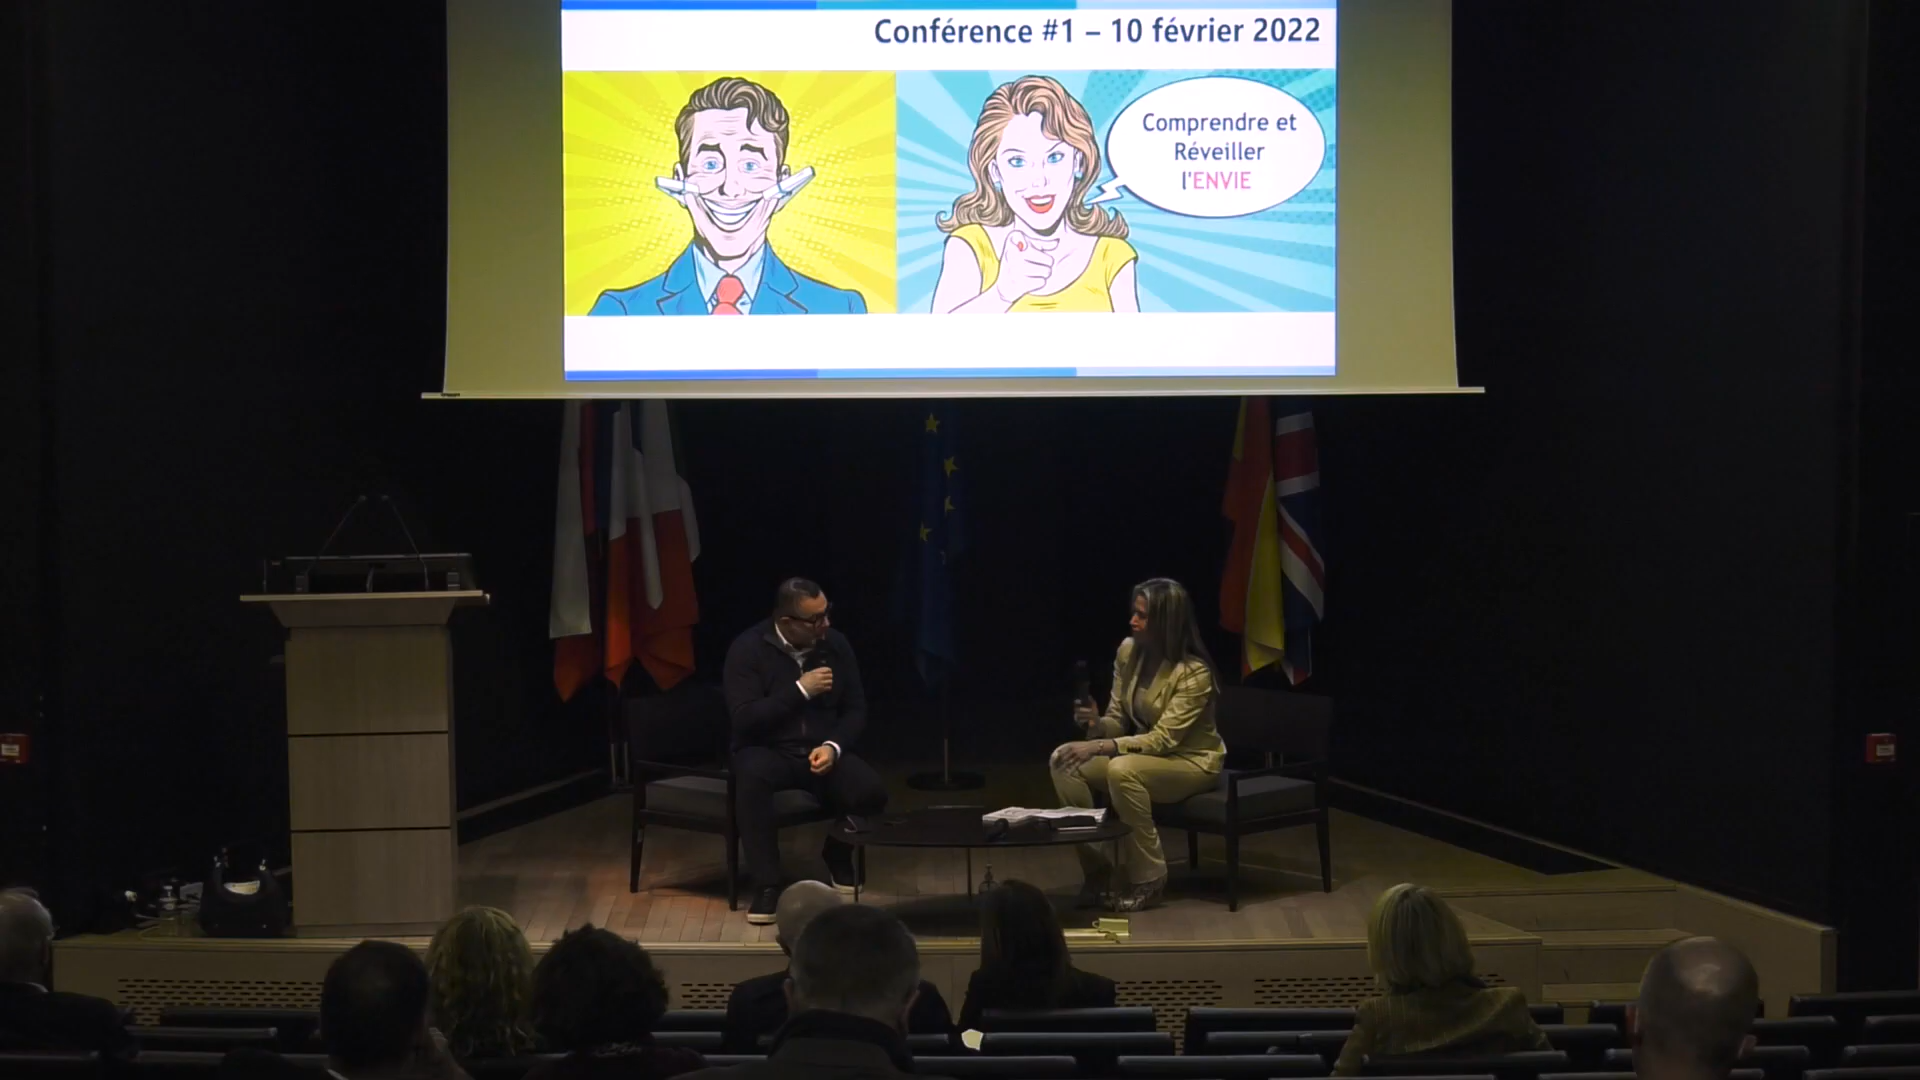 Conférence #1 – 10 février 2022
Comprendre et
Réveiller
l'ENVIE